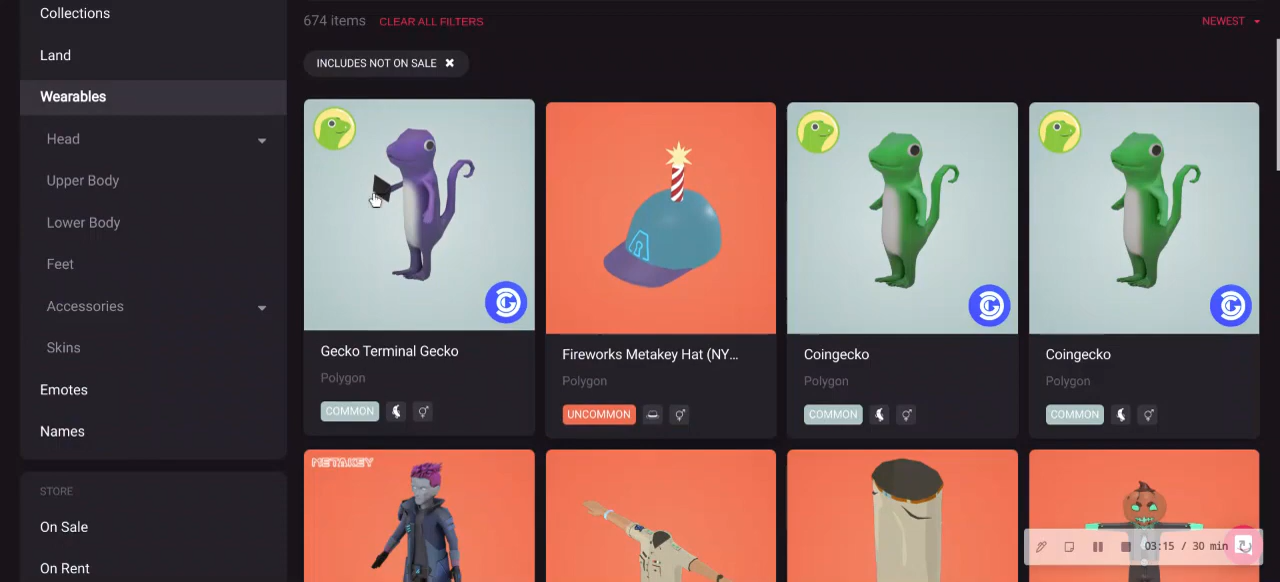 Collections
Land
Wearables
Head
Upper Body
Lower Body
Feet
Accessories
Skins
Emotes
Names
STORE
On Sale
On Rent
674 items CLEAR ALL FILTERS
NEWEST
INCLUDES NOT ON SALE
Gecko Terminal Gecko
Polygon
COMMON
Fireworks Metakey Hat (NY...
Polygon
UNCOMMON
Coingecko
Polygon
COMMON
Coingecko
Polygon
COMMON
METAKEY
03:15 / 30 min